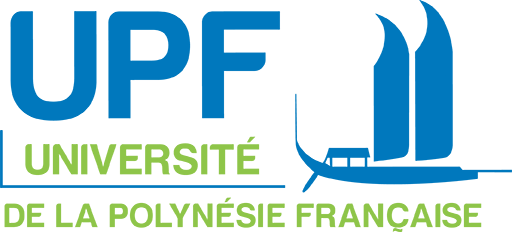 UPF
UNIVERSITÉ
DE LA POLYNÉSIE FRANÇAISE